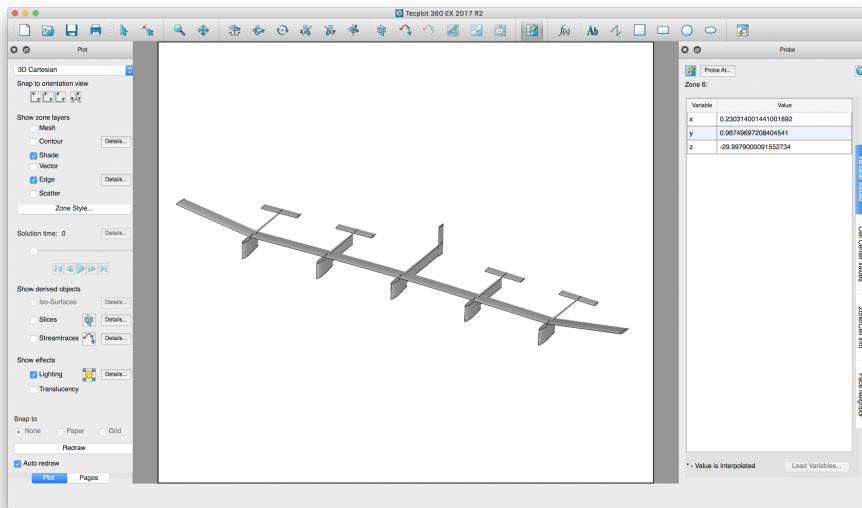 Tecplot 360 EX 2017 R2
f(x)
Ab
Plot
3D Cartesian
Snap to orientation view
Show zone layers
Mesh
Contour Details...
Shade
Vector
Edge Details...
Scatter
Zone Style...
Solution time: 0 Details...
Show derived objects
Iso-Surfaces Details...
Slices Details...
Streamtraces Details...
Show effects
Lighting Details...
Translucency
Snap to
None Paper Grid
Redraw
Auto redraw
Plot Pages
Probe
Probe At...
Zone 6:
Variable Value
x 0.230314001441001892
y 0.98749697208404541
z -29.9979000091552734
* - Value is Interpolated Load Variables...
Variable Values
Cell Center Values
Zone/Cell Info
Face Neighbor